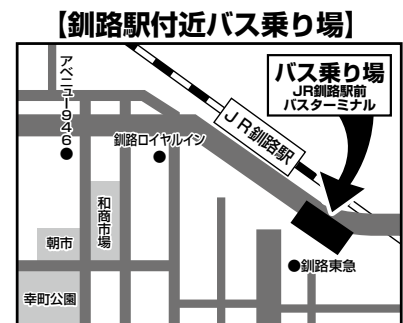 【釧路駅付近バス乗り場】
バス乗り場
JR釧路駅前
バスターミナル
アベニュー946
釧路ロイヤルイン
JR釧路駅
和商市場
朝市
幸町公園
釧路東急